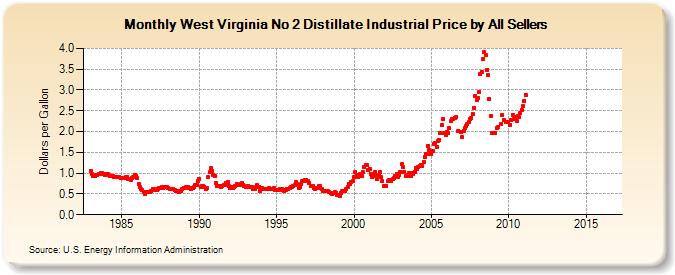 Monthly West Virginia No 2 Distillate Industrial Price by All Sellers
Dollars per Gallon
4.0
3.5
3.0
2.5
2.0
1.5
1.0
0.5
0.0
1985 1990 1995 2000 2005 2010 2015
Source: U.S. Energy Information Administration